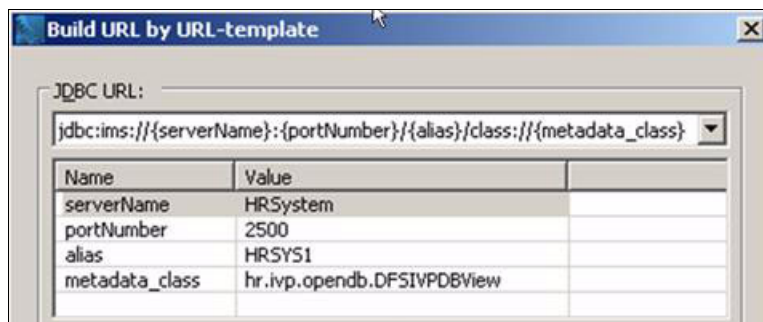 Build URL by URL-template
JDBC URL:
jdbc:ims://{serverName}:{portNumber}/{alias}/class://{metadata_class}
Name Value
serverName HRSystem
portNumber 2500
alias HRSYS1
metadata_class hr.ivp.opendb.DFSIVPDBView